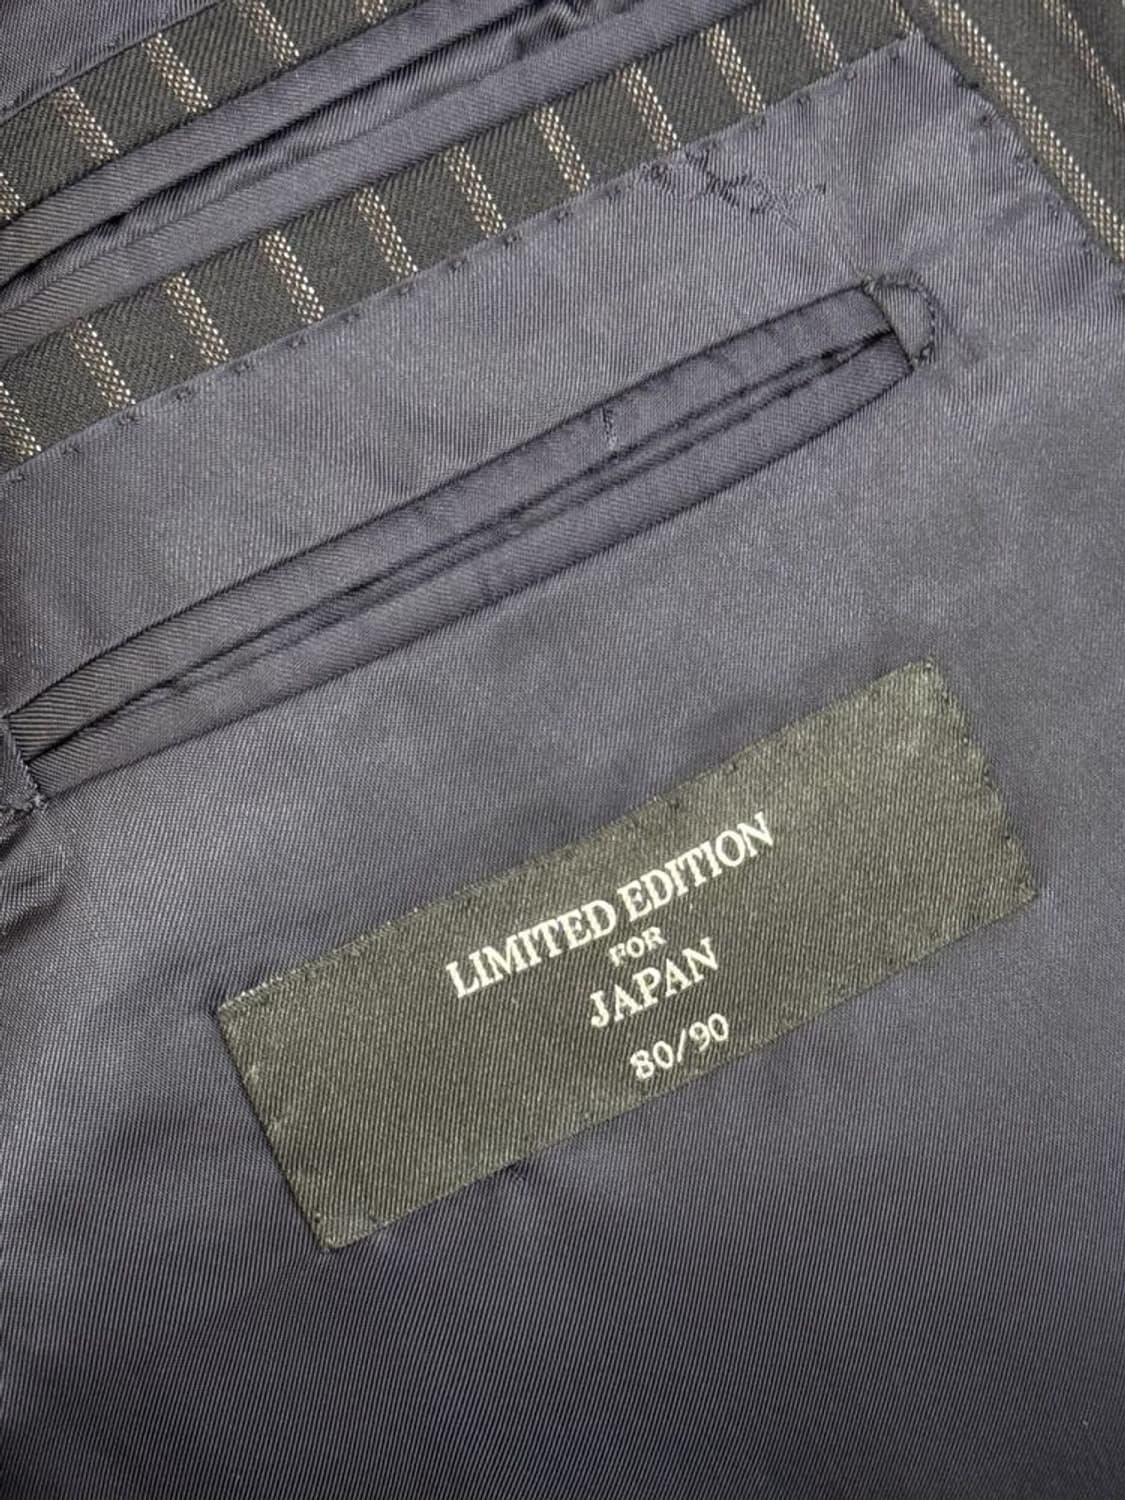 LIMITED EDITION
FOR
JAPAN
80/90